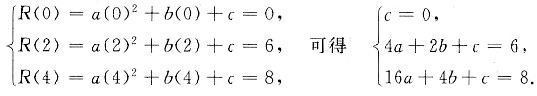 R(0) = a(0)² + b(0) + c = 0,
R(2) = a(2)² + b(2) + c = 6,
R(4) = a(4)² + b(4) + c = 8,
可得
c = 0,
4a + 2b + c = 6,
16a + 4b + c = 8.